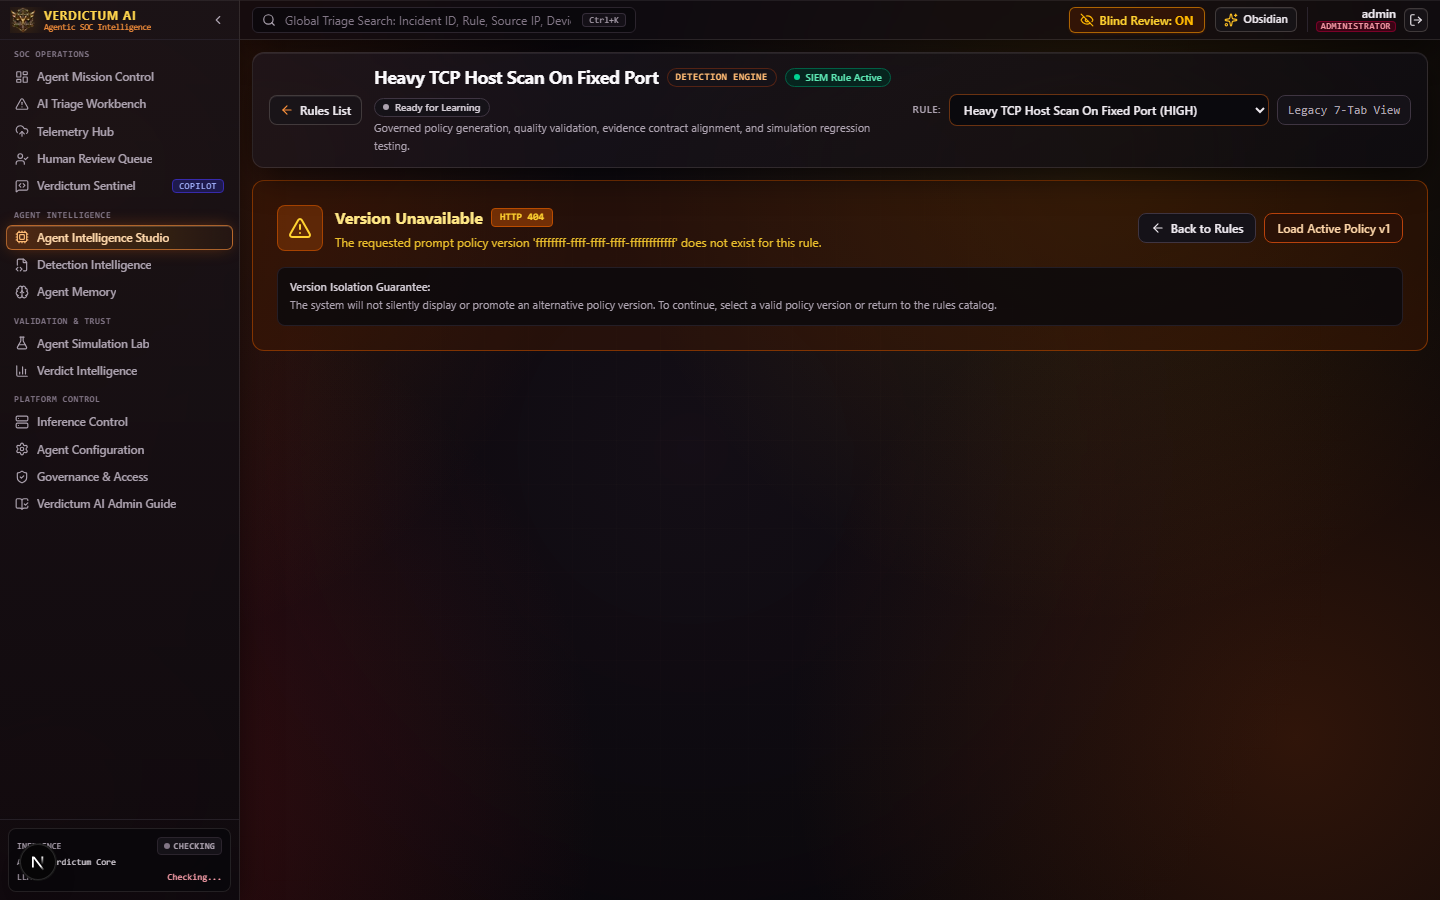 VERDICTUM AI
Agentic SOC Intelligence
Global Triage Search: Incident ID, Rule, Source IP, Devi
Ctrl+K
Blind Review: ON
Obsidian
admin
ADMINISTRATOR
SOC OPERATIONS
Agent Mission Control
AI Triage Workbench
Telemetry Hub
Human Review Queue
Verdictum Sentinel
COPILOT
AGENT INTELLIGENCE
Agent Intelligence Studio
Detection Intelligence
Agent Memory
VALIDATION & TRUST
Agent Simulation Lab
Verdict Intelligence
PLATFORM CONTROL
Inference Control
Agent Configuration
Governance & Access
Verdictum AI Admin Guide
CHECKING
rdictum Core
Checking...
Rules List
Heavy TCP Host Scan On Fixed Port
DETECTION ENGINE
SIEM Rule Active
Ready for Learning
Governed policy generation, quality validation, evidence contract alignment, and simulation regression
testing.
RULE:
Heavy TCP Host Scan On Fixed Port (HIGH)
Legacy 7-Tab View
Version Unavailable
HTTP 404
The requested prompt policy version 'ffffffff-ffff-ffff-ffff-ffffffffffff' does not exist for this rule.
Back to Rules
Load Active Policy v1
Version Isolation Guarantee:
The system will not silently display or promote an alternative policy version. To continue, select a valid policy version or return to the rules catalog.